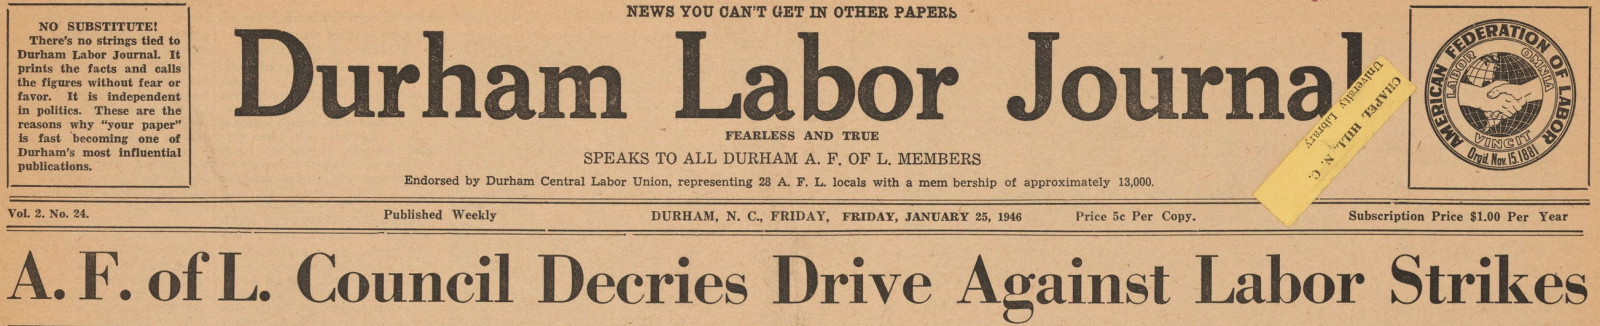 NEWS YOU CAN'T GET IN OTHER PAPERS
NO SUBSTITUTE!
There's no strings tied to
Durham Labor Journal. It
prints the facts and calls
the figures without fear or
favor. It is independent
in politics. These are the
reasons why "your paper"
is fast becoming one of
Durham's most influential
publications.
Durham Labor Journal
FEARLESS AND TRUE
SPEAKS TO ALL DURHAM A. F. OF L. MEMBERS
Endorsed by Durham Central Labor Union, representing 28 A. F. L. locals with a mem bership of approximately 13,000.
University Library
CHAPEL HILL, N. C.
AMERICAN FEDERATION OF LABOR
LABOR OMNIA
VINCIT
Orgd. Nov. 15. 1881
Vol. 2. No. 24. Published Weekly DURHAM, N. C., FRIDAY, FRIDAY, JANUARY 25, 1946 Price 5c Per Copy. Subscription Price $1.00 Per Year
A. F. of L. Council Decries Drive Against Labor Strikes